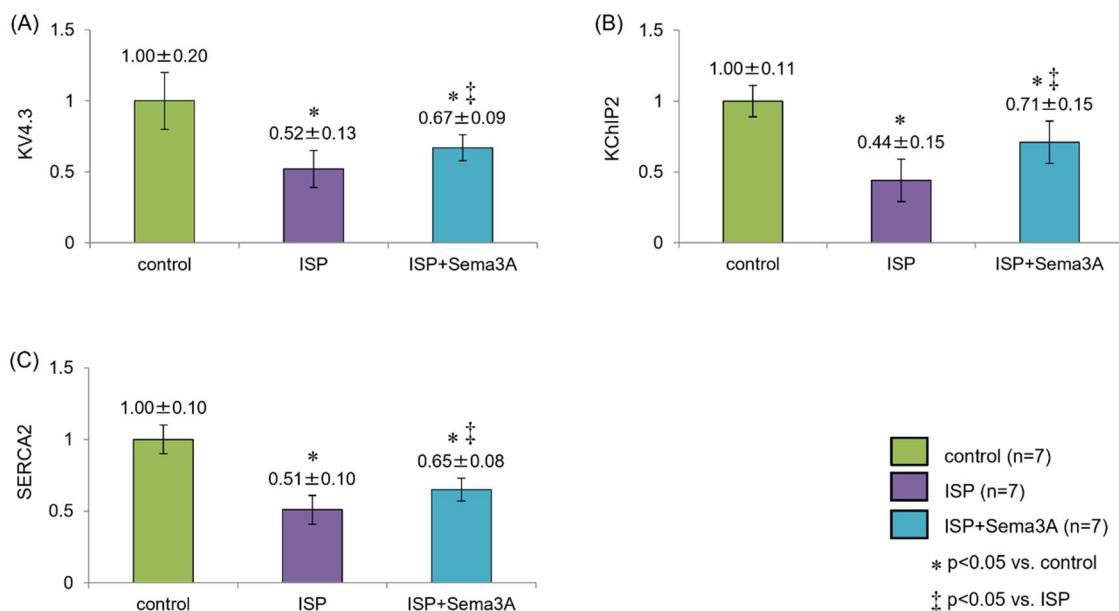 (A)
1.5
1
0.5
0
KV4.3
1.00±0.20
*
0.52±0.13
* ‡
0.67±0.09
control ISP ISP+Sema3A
(B)
1.5
1
0.5
0
KChIP2
1.00±0.11
*
0.44±0.15
* ‡
0.71±0.15
control ISP ISP+Sema3A
(C)
1.5
1
0.5
0
SERCA2
1.00±0.10
*
0.51±0.10
* ‡
0.65±0.08
control ISP ISP+Sema3A
control (n=7)
ISP (n=7)
ISP+Sema3A (n=7)
* p<0.05 vs. control
‡ p<0.05 vs. ISP